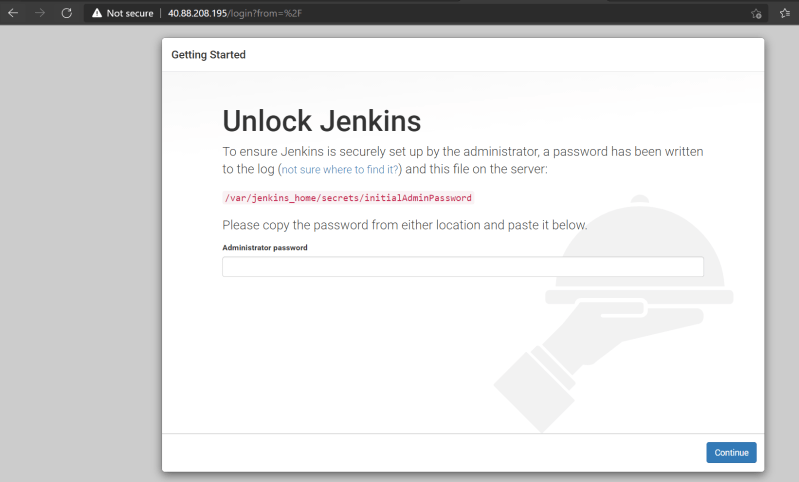 Not secure | 40.88.208.195/login?from=%2F
Getting Started
Unlock Jenkins
To ensure Jenkins is securely set up by the administrator, a password has been written
to the log (not sure where to find it?) and this file on the server:
/var/jenkins_home/secrets/initialAdminPassword
Please copy the password from either location and paste it below.
Administrator password
Continue